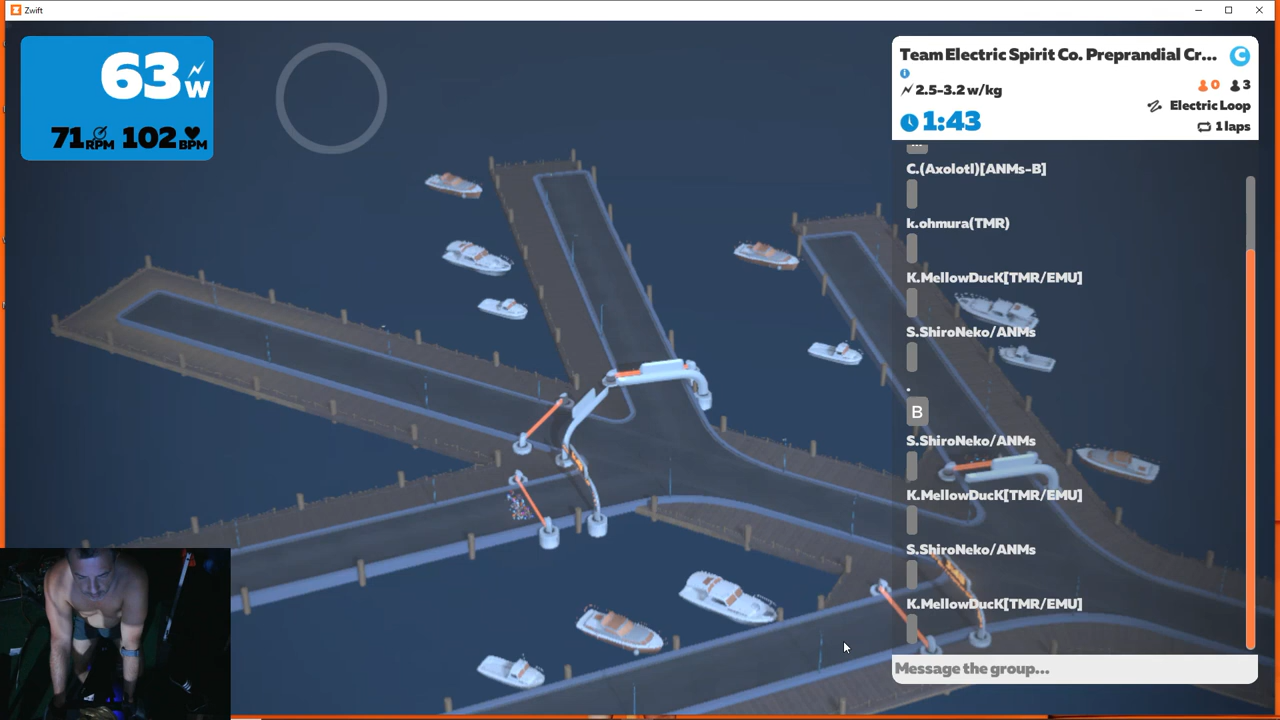 Zwift
63 W
71 RPM 102 BPM
Team Electric Spirit Co. Preprandial Cr...
C
2.5-3.2 w/kg
0 3
Electric Loop
1:43
1 laps
C.(Axolotl)[ANMs-B]
k.ohmura(TMR)
K.MellowDucK[TMR/EMU]
S.ShiroNeko/ANMs
.
B
S.ShiroNeko/ANMs
K.MellowDucK[TMR/EMU]
S.ShiroNeko/ANMs
K.MellowDucK[TMR/EMU]
Message the group...